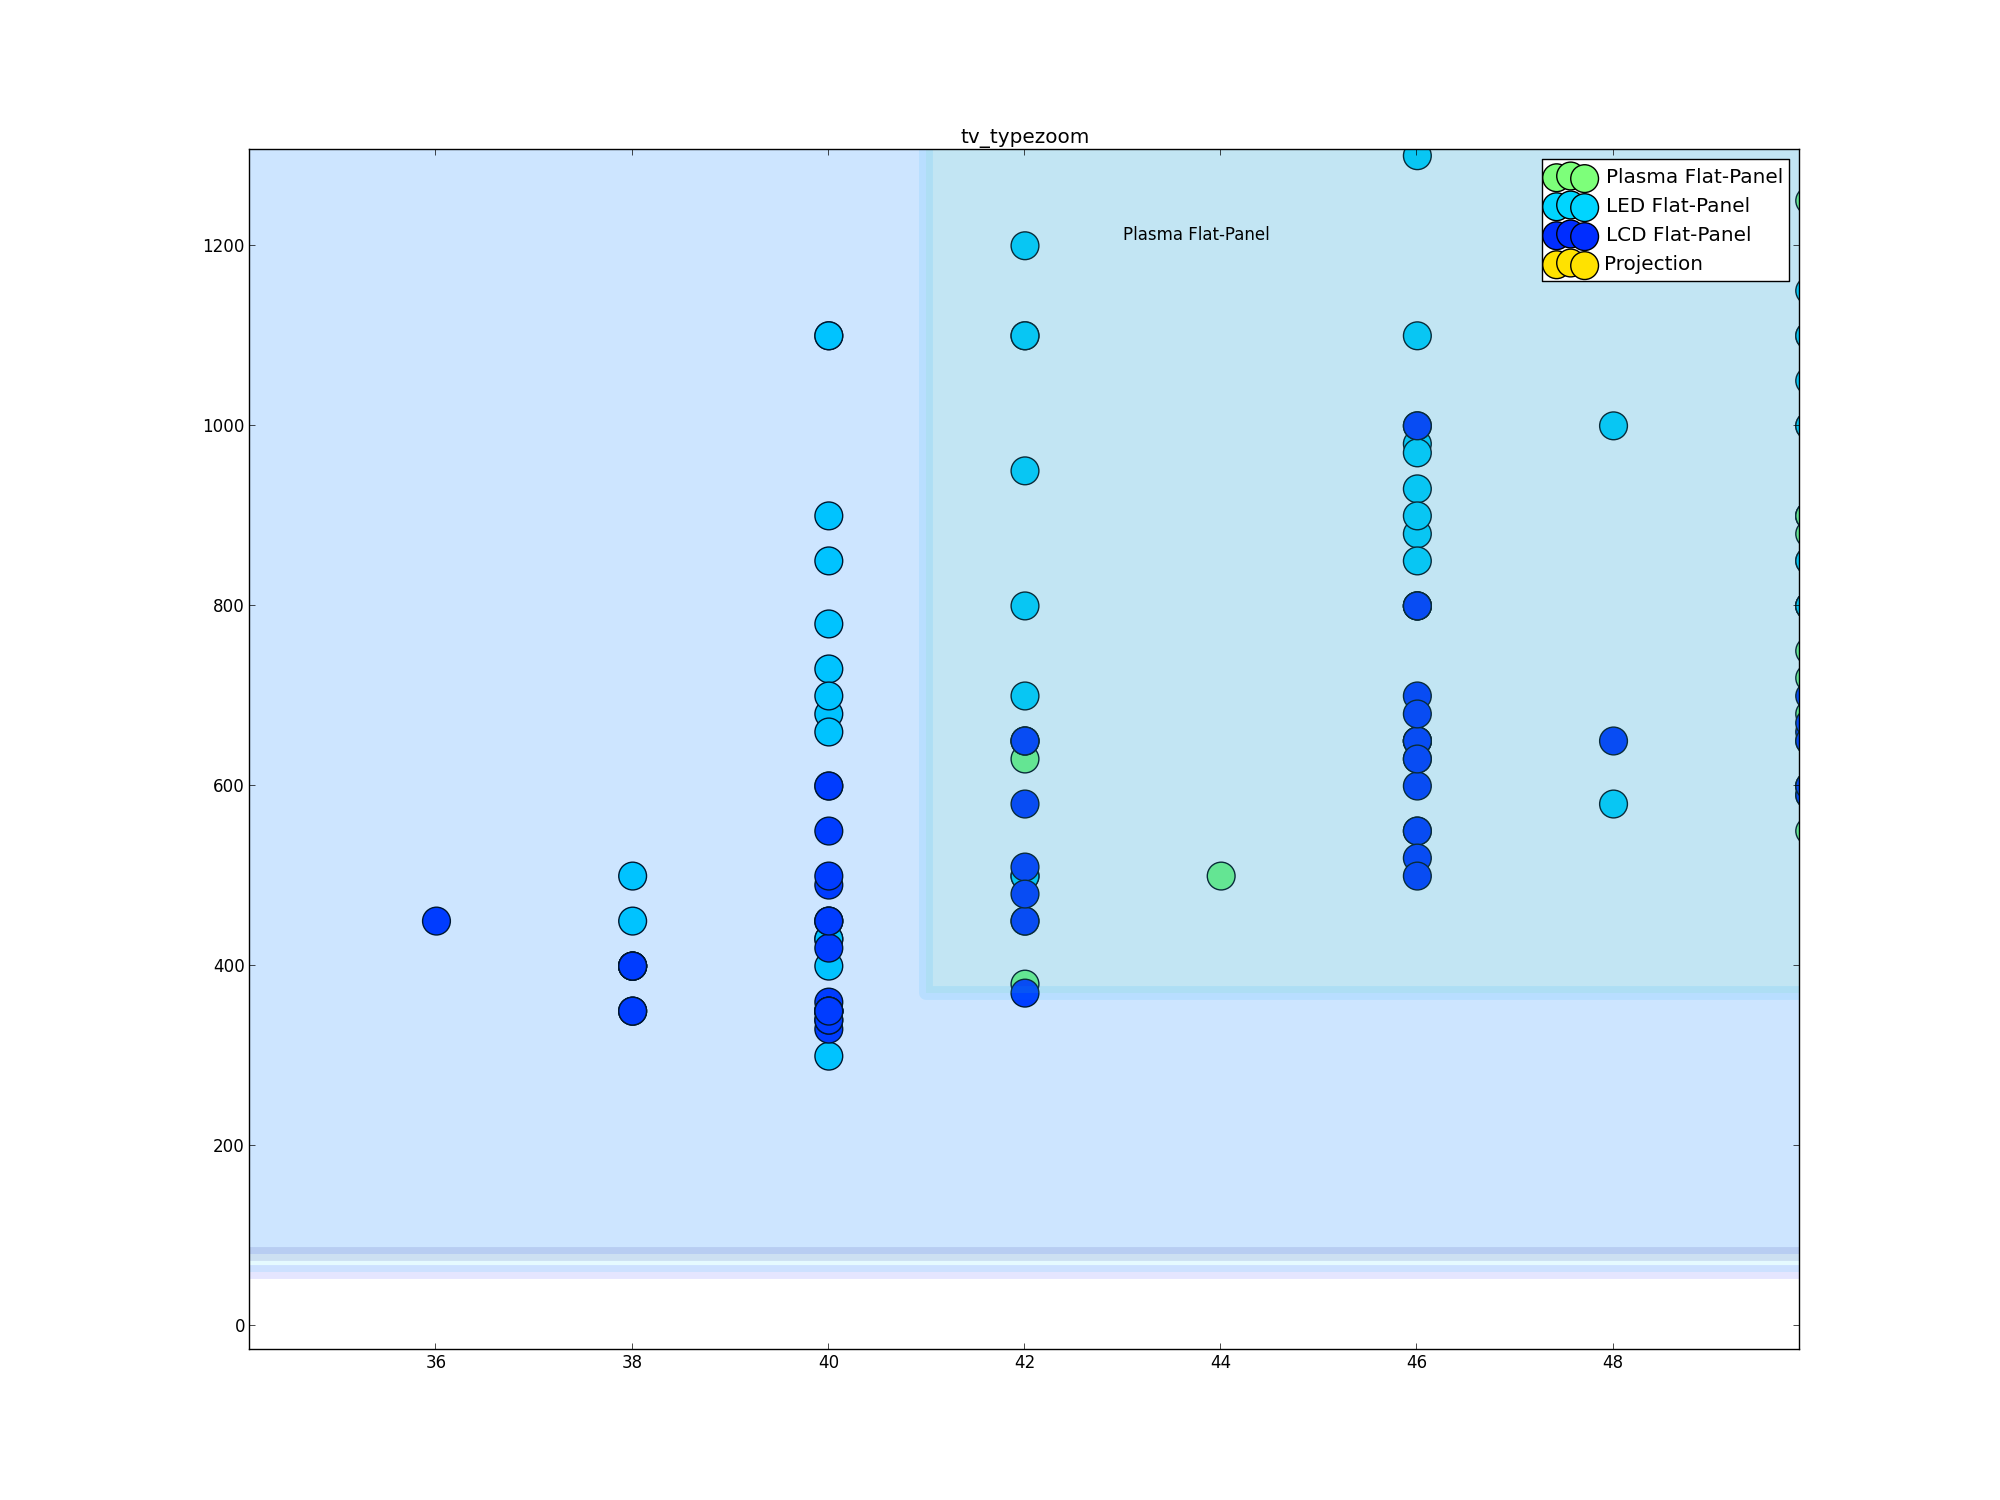 tv_typezoom
Plasma Flat-Panel
LED Flat-Panel
LCD Flat-Panel
Projection
Plasma Flat-Panel
1200
1000
800
600
400
200
0
36 38 40 42 44 46 48